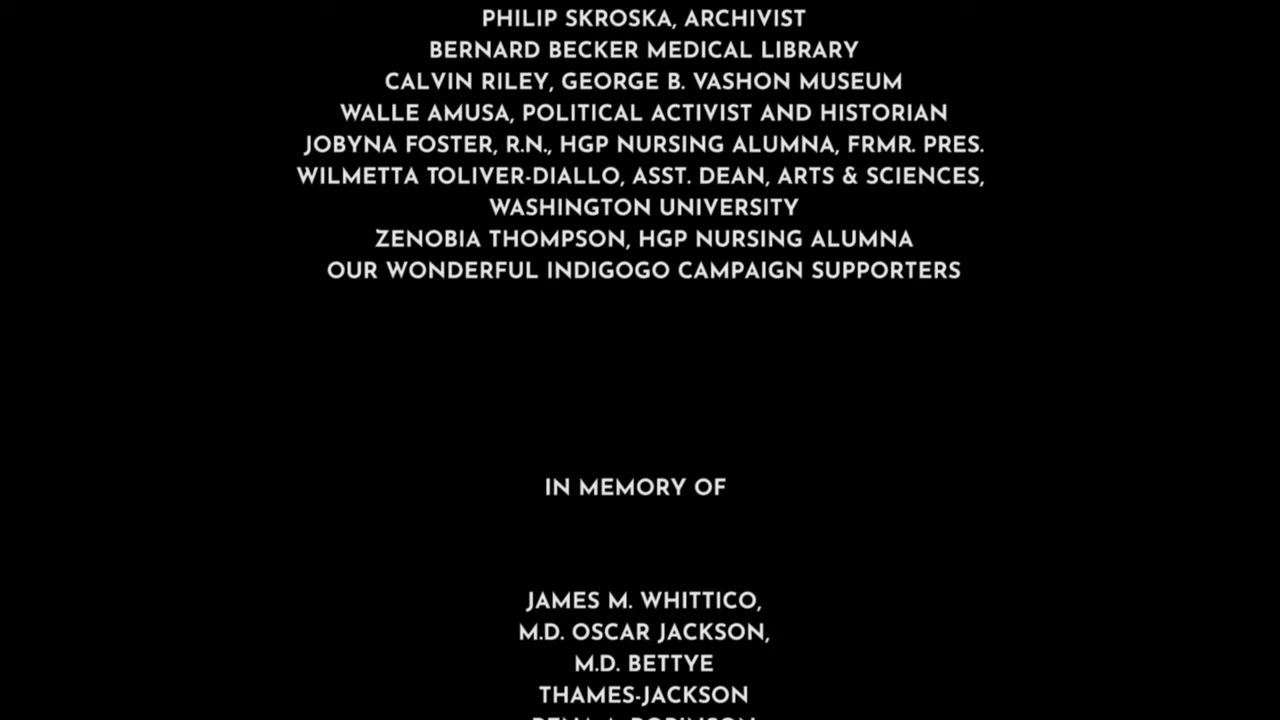 PHILIP SKROSKA, ARCHIVIST
BERNARD BECKER MEDICAL LIBRARY
CALVIN RILEY, GEORGE B. VASHON MUSEUM
WALLE AMUSA, POLITICAL ACTIVIST AND HISTORIAN
JOBYNA FOSTER, R.N., HGP NURSING ALUMNA, FRMR. PRES.
WILMETTA TOLIVER-DIALLO, ASST. DEAN, ARTS & SCIENCES,
WASHINGTON UNIVERSITY
ZENOBIA THOMPSON, HGP NURSING ALUMNA
OUR WONDERFUL INDIGOGO CAMPAIGN SUPPORTERS
IN MEMORY OF
JAMES M. WHITTICO,
M.D. OSCAR JACKSON,
M.D. BETTYE
THAMES-JACKSON